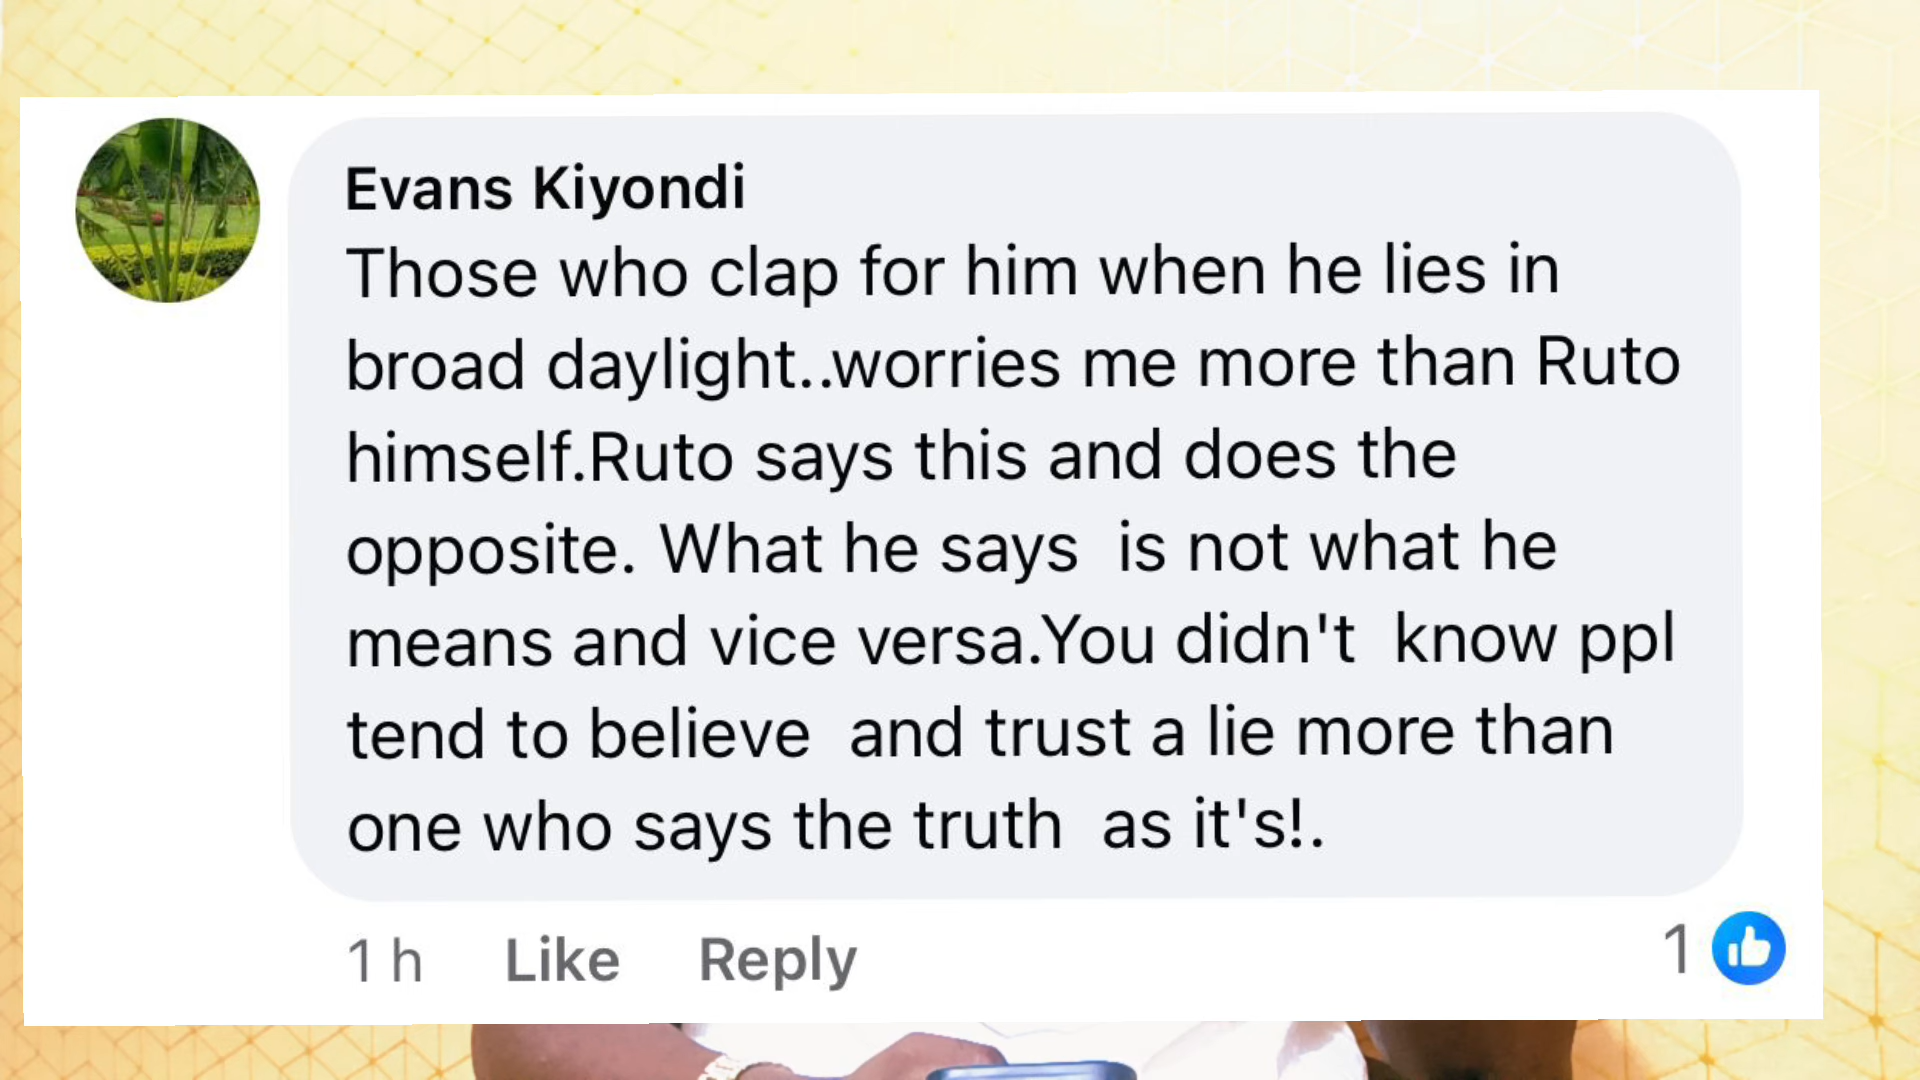 Evans Kiyondi
Those who clap for him when he lies in
broad daylight..worries me more than Ruto
himself.Ruto says this and does the
opposite. What he says  is not what he
means and vice versa.You didn't  know ppl
tend to believe  and trust a lie more than
one who says the truth  as it's!.
1 h Like Reply 1